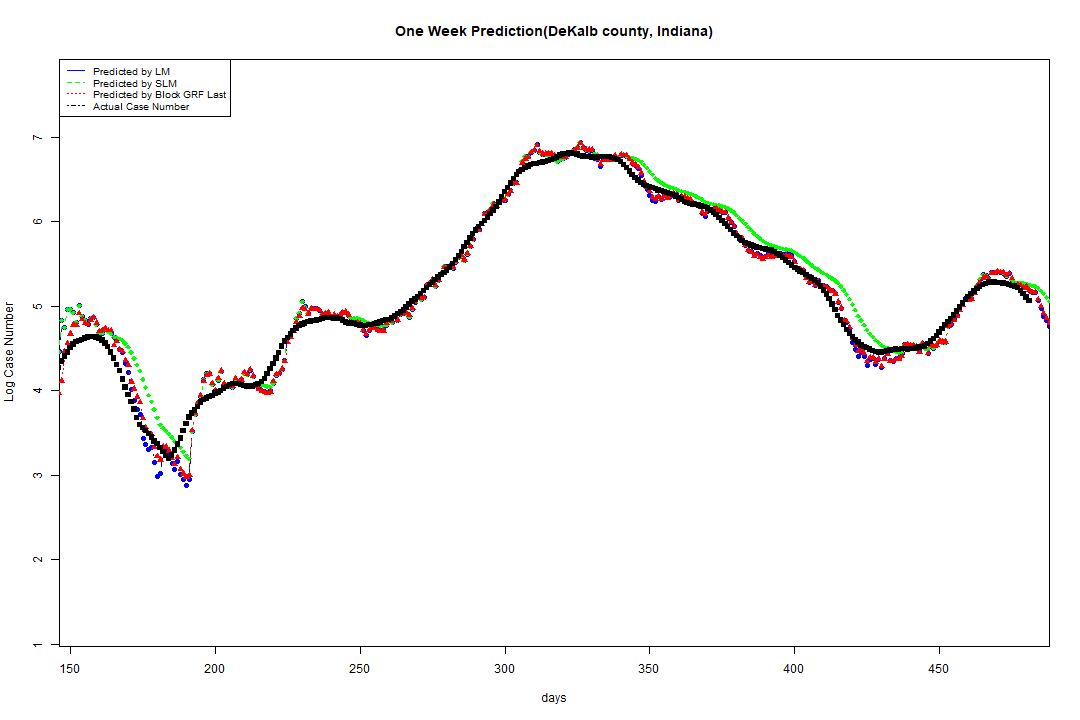 One Week Prediction(DeKalb county, Indiana)
Predicted by LM
Predicted by SLM
Predicted by Block GRF Last
Actual Case Number
Log Case Number
7
6
5
4
3
2
1
150 200 250 300 350 400 450
days